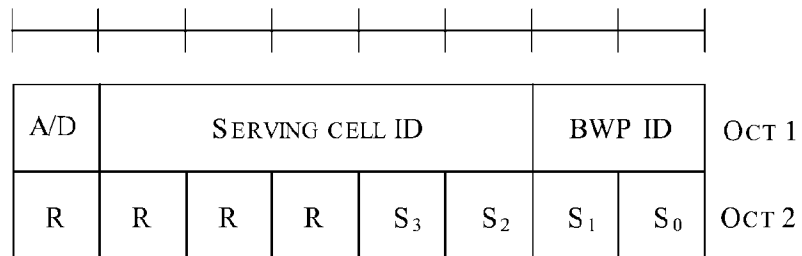 A/D SERVING CELL ID BWP ID OCT 1
R R R R S₃ S₂ S₁ S₀ OCT 2